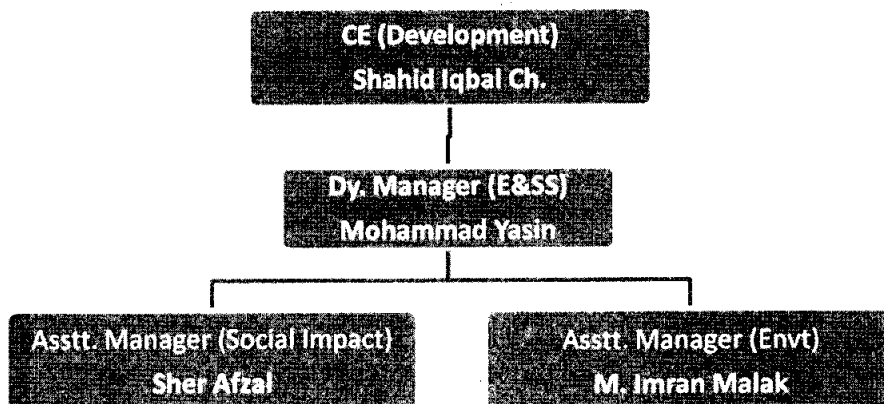 CE (Development)
Shahid Iqbal Ch.
Dy. Manager (E&SS)
Mohammad Yasin
Asstt. Manager (Social Impact)
Sher Afzal
Asstt. Manager (Envt)
M. Imran Malak